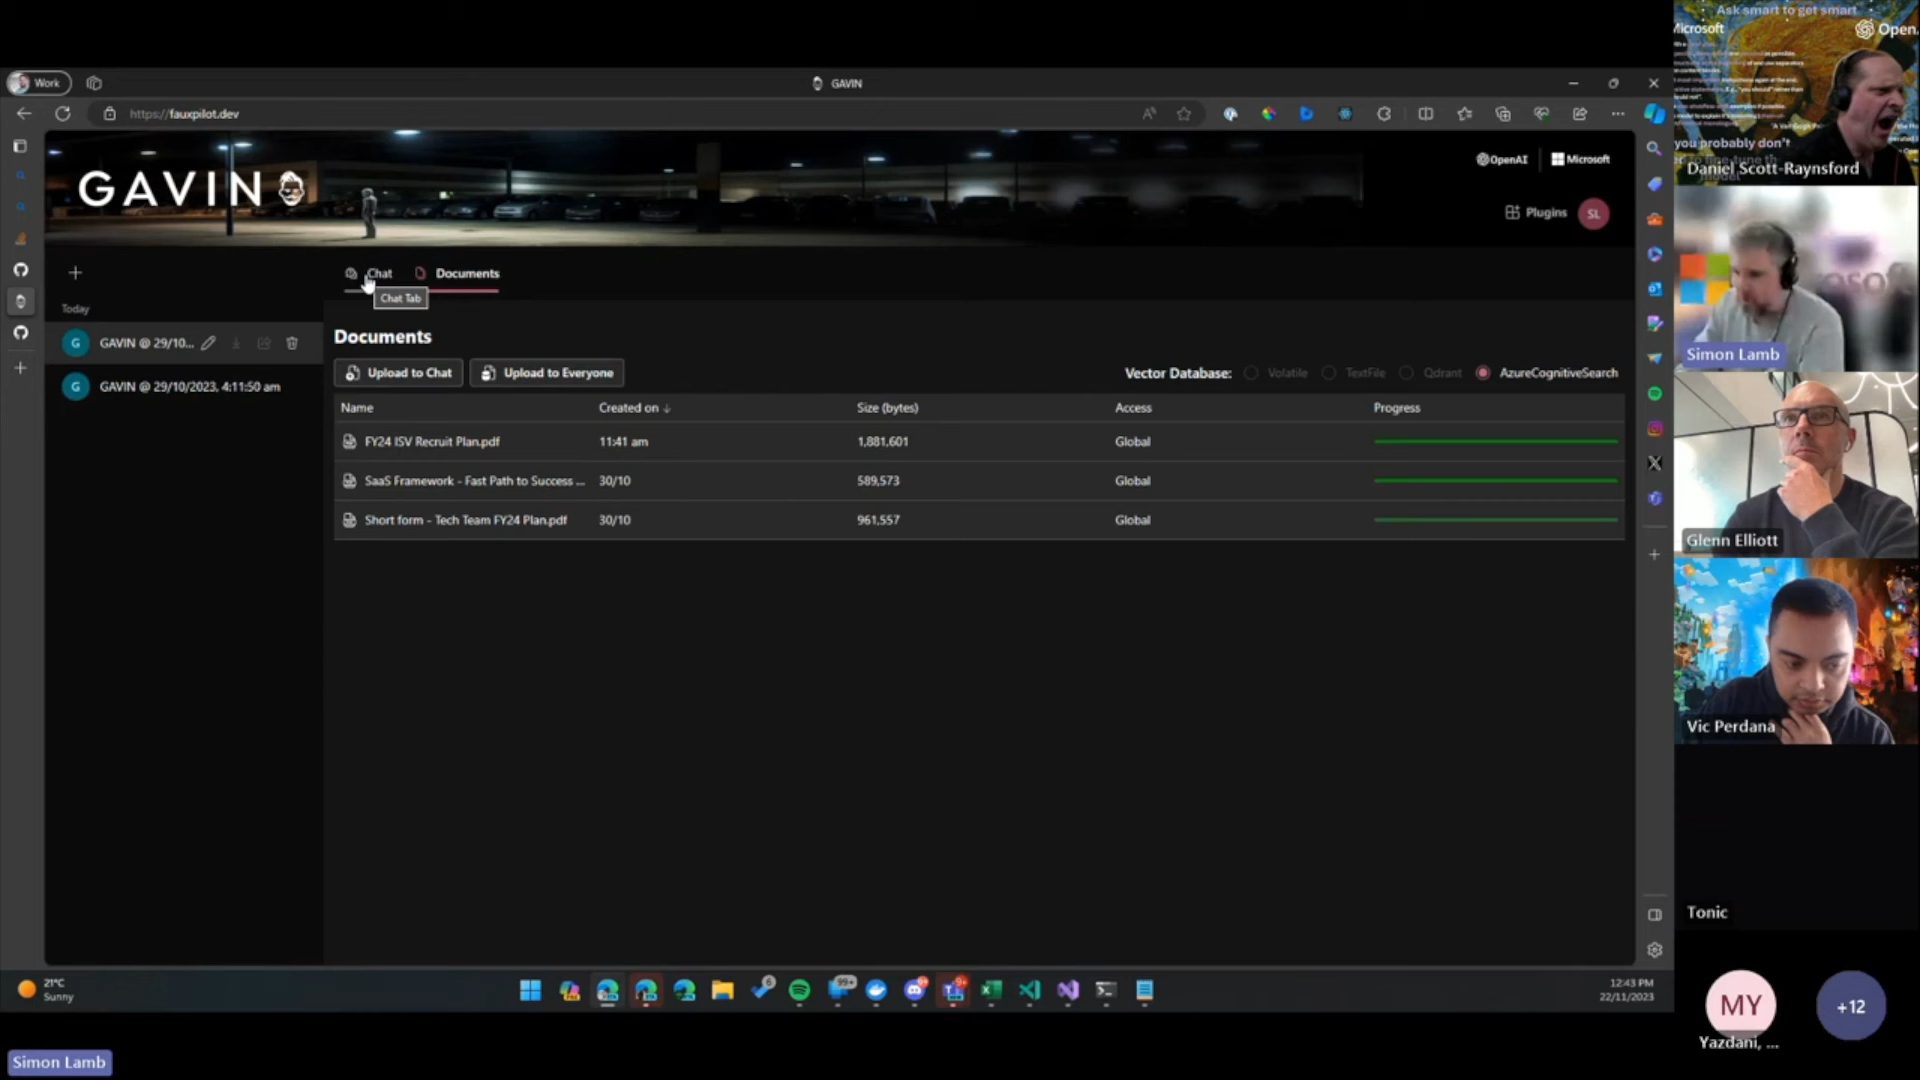 Work
GAVIN
https://fauxpilot.dev
GAVIN
OpenAI
Microsoft
Plugins
SL
Chat
Documents
Chat Tab
Today
G
GAVIN @ 29/10...
G
GAVIN @ 29/10/2023, 4:11:50 am
Documents
Upload to Chat
Upload to Everyone
Vector Database:
Volatile
TextFile
Qdrant
AzureCognitiveSearch
Name
Created on ↓
Size (bytes)
Access
Progress
FY24 ISV Recruit Plan.pdf
11:41 am
1,881,601
Global
SaaS Framework - Fast Path to Success ...
30/10
589,573
Global
Short form - Tech Team FY24 Plan.pdf
30/10
961,557
Global
21°C
Sunny
99+
12:43 PM
22/11/2023
Simon Lamb
Ask smart to get smart
Microsoft
Open
you probably don't
Daniel Scott-Raynsford
Simon Lamb
Glenn Elliott
Vic Perdana
Tonic
MY
Yazdani, ...
+12